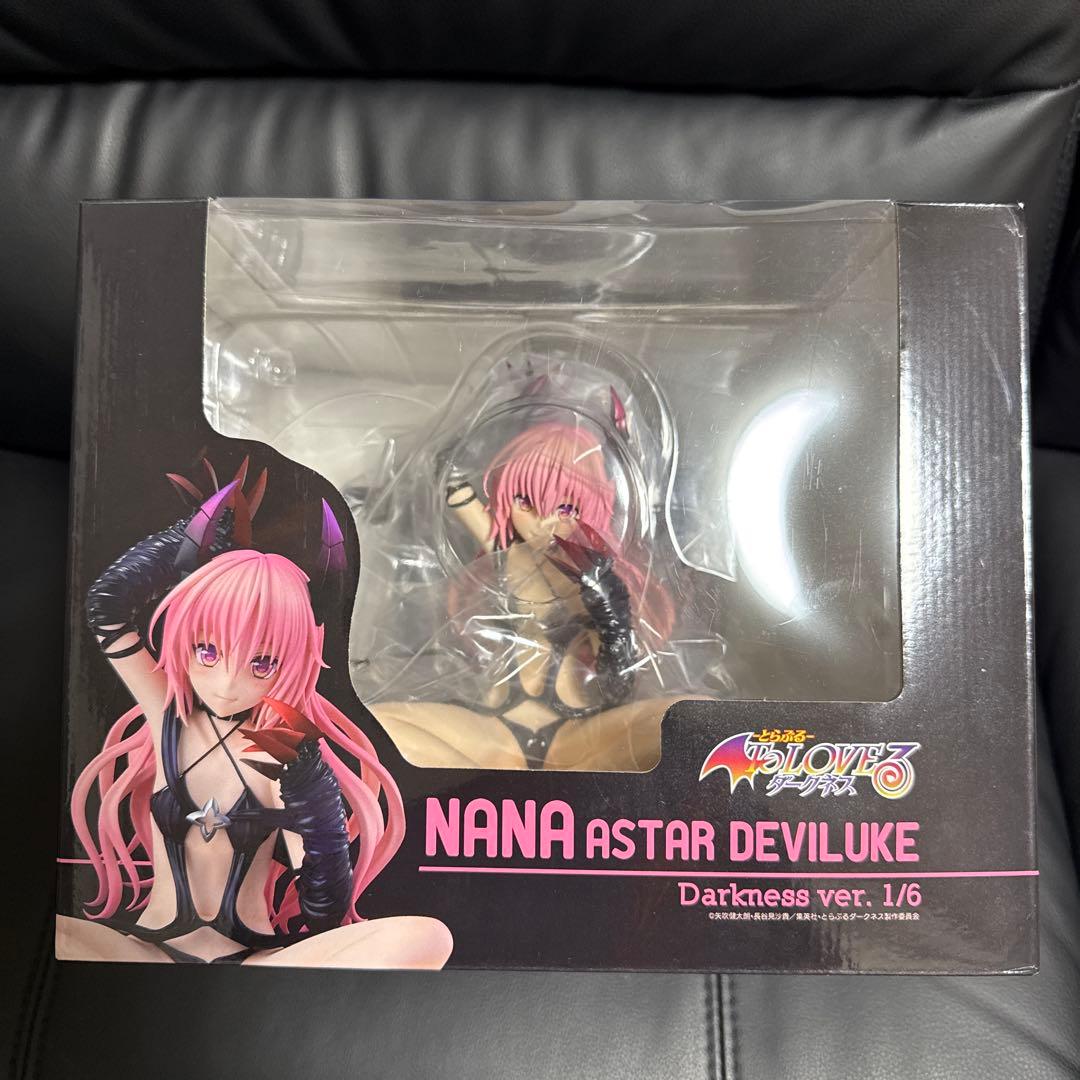 -とらぶる-
To LOVEる
ダークネス
NANA ASTAR DEVILUKE
Darkness ver. 1/6
©矢吹健太朗・長谷見沙貴／集英社・とらぶるダークネス製作委員会